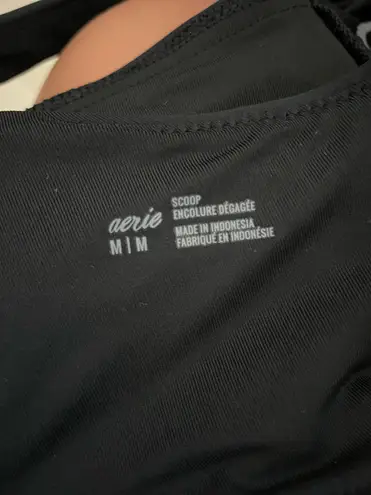 aerie
M|M
SCOOP
ENCOLURE DÉGAGÉE
MADE IN INDONESIA
FABRIQUÉ EN INDONÉSIE